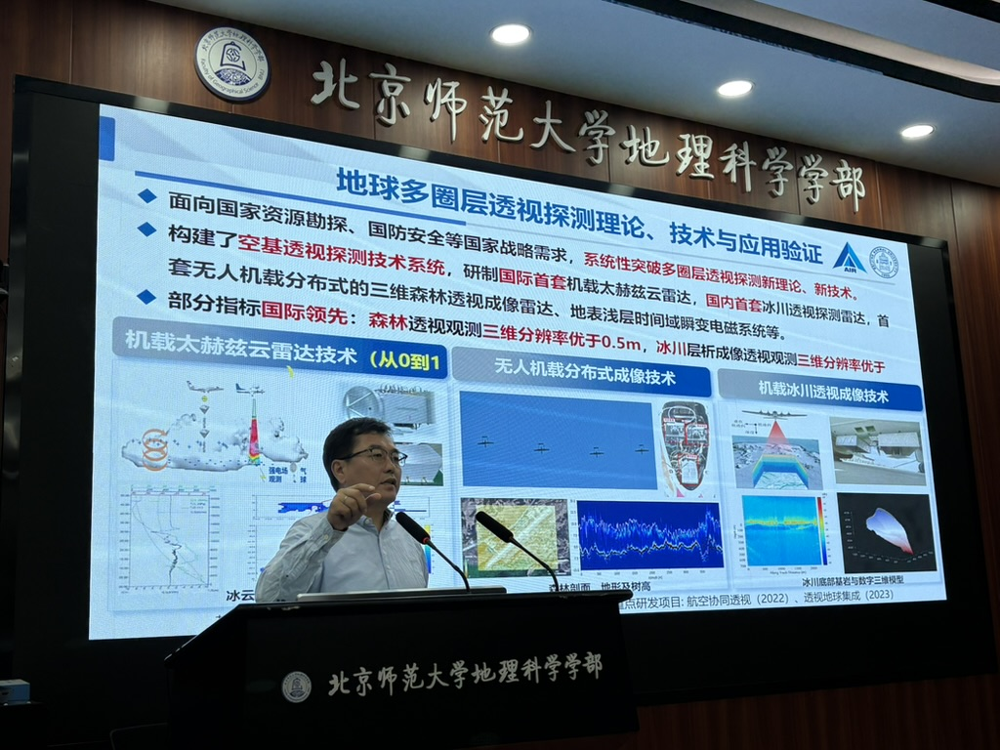 北京师范大学地理科学学部
地球多圈层透视探测理论、技术与应用验证
AIR
◆ 面向国家资源勘探、国防安全等国家战略需求，系统性突破多圈层透视探测新理论、新技术。
◆ 构建了空基透视探测技术系统，研制国际首套机载太赫兹云雷达，国内首套冰川透视探测雷达，首
套无人机载分布式的三维森林透视成像雷达、地表浅层时间域瞬变电磁系统等。
◆ 部分指标国际领先：森林透视观测三维分辨率优于0.5m，冰川层析成像透视观测三维分辨率优于
机载太赫兹云雷达技术（从0到1
无人机载分布式成像技术
机载冰川透视成像技术
强电场
观测
气
球
冰云
森林剖面、地形及树高
冰川底部基岩与数字三维模型
点研发项目: 航空协同透视（2022）、透视地球集成（2023）
北京师范大学地理科学学部